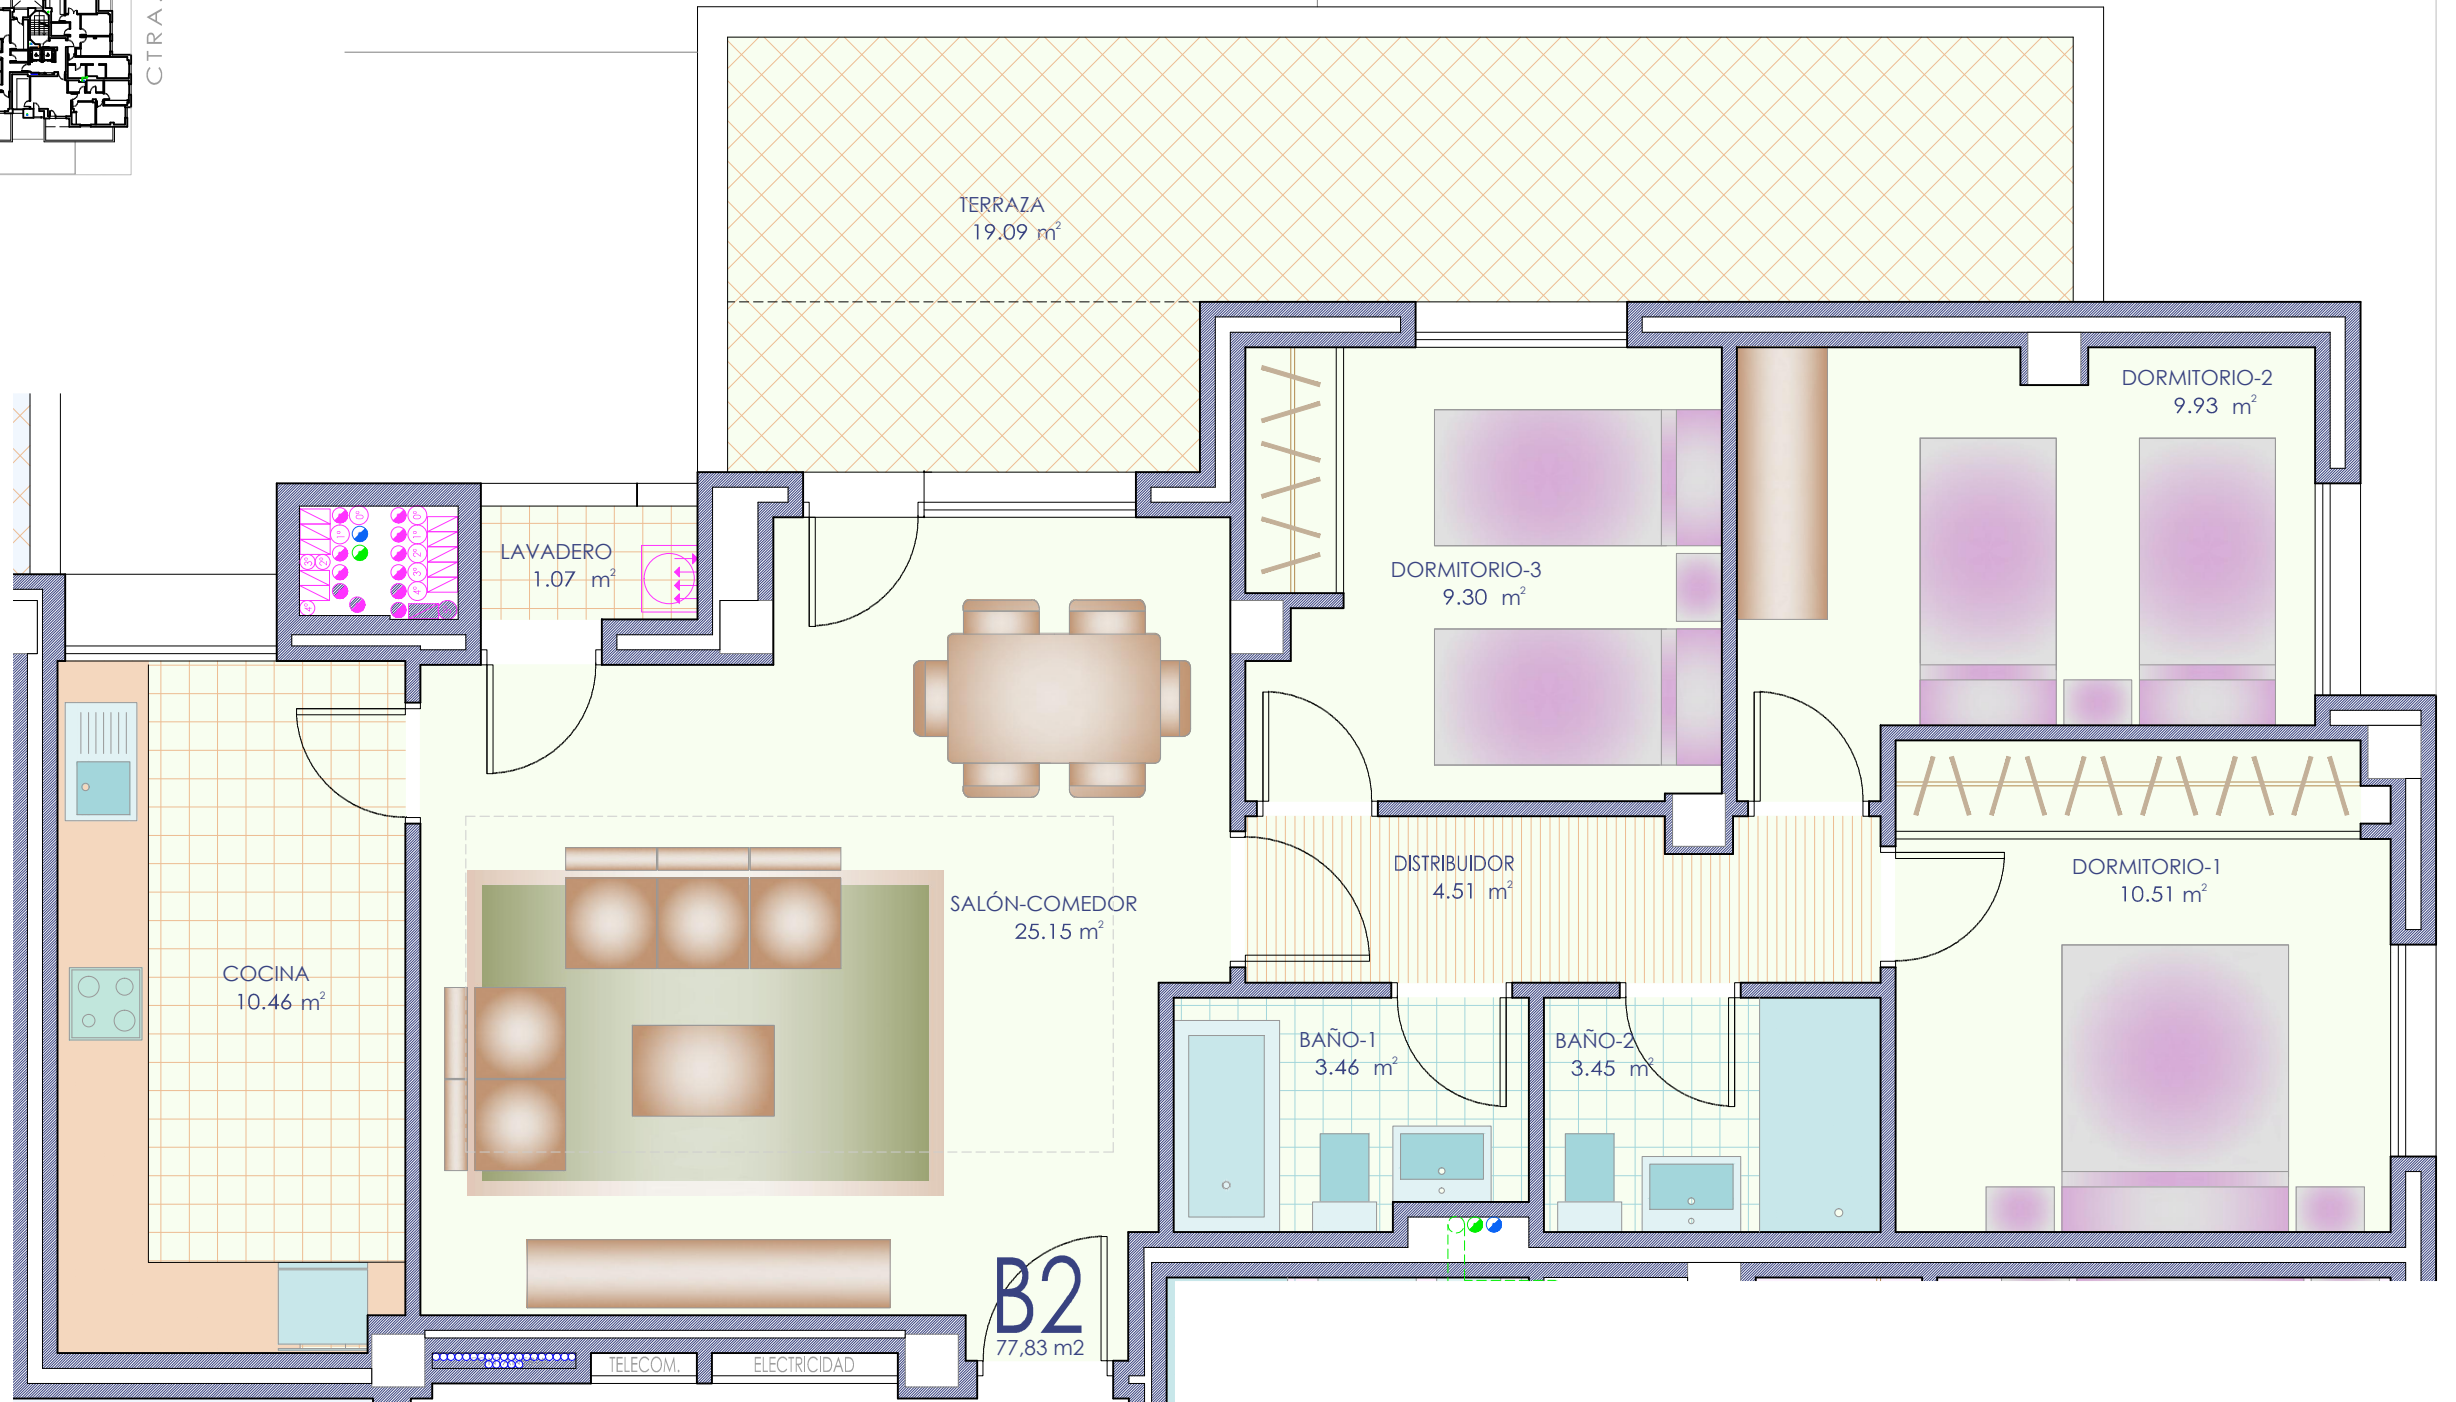 CTRA.
TERRAZA
19.09 m²
DORMITORIO-2
9.93 m²
LAVADERO
1.07 m²
DORMITORIO-3
9.30 m²
DISTRIBUIDOR
4.51 m²
DORMITORIO-1
10.51 m²
SALÓN-COMEDOR
25.15 m²
COCINA
10.46 m²
BAÑO-1
3.46 m²
BAÑO-2
3.45 m²
B2
77,83 m2
TELECOM.
ELECTRICIDAD